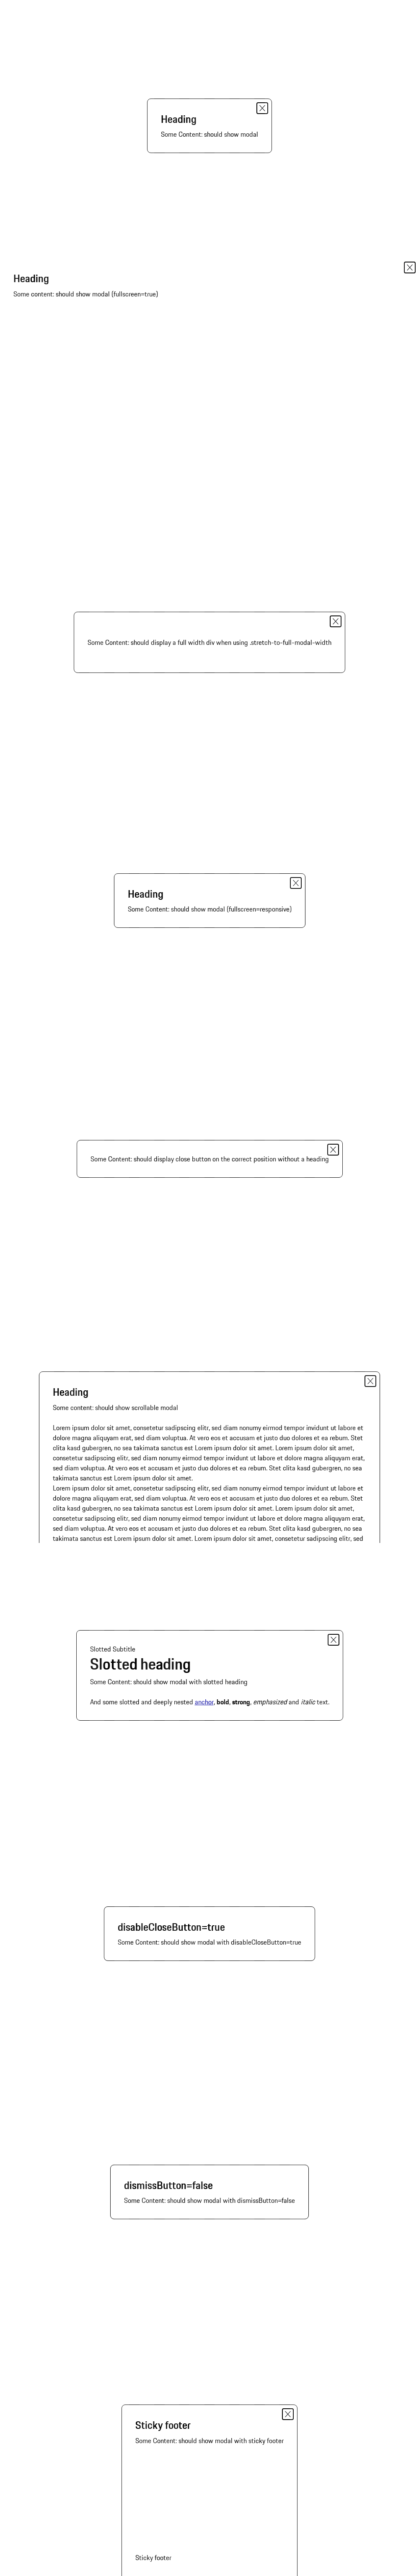 Heading
Some Content: should show modal
Heading
Some content: should show modal (fullscreen=true)
Some Content: should display a full width div when using .stretch-to-full-modal-width
Heading
Some Content: should show modal (fullscreen=responsive)
Some Content: should display close button on the correct position without a heading
Heading
Some content: should show scrollable modal
Lorem ipsum dolor sit amet, consetetur sadipscing elitr, sed diam nonumy eirmod tempor invidunt ut labore et
dolore magna aliquyam erat, sed diam voluptua. At vero eos et accusam et justo duo dolores et ea rebum. Stet
clita kasd gubergren, no sea takimata sanctus est Lorem ipsum dolor sit amet. Lorem ipsum dolor sit amet,
consetetur sadipscing elitr, sed diam nonumy eirmod tempor invidunt ut labore et dolore magna aliquyam erat,
sed diam voluptua. At vero eos et accusam et justo duo dolores et ea rebum. Stet clita kasd gubergren, no sea
takimata sanctus est Lorem ipsum dolor sit amet.
Lorem ipsum dolor sit amet, consetetur sadipscing elitr, sed diam nonumy eirmod tempor invidunt ut labore et
dolore magna aliquyam erat, sed diam voluptua. At vero eos et accusam et justo duo dolores et ea rebum. Stet
clita kasd gubergren, no sea takimata sanctus est Lorem ipsum dolor sit amet. Lorem ipsum dolor sit amet,
consetetur sadipscing elitr, sed diam nonumy eirmod tempor invidunt ut labore et dolore magna aliquyam erat,
sed diam voluptua. At vero eos et accusam et justo duo dolores et ea rebum. Stet clita kasd gubergren, no sea
takimata sanctus est Lorem ipsum dolor sit amet. Lorem ipsum dolor sit amet, consetetur sadipscing elitr, sed
Slotted Subtitle
Slotted heading
Some Content: should show modal with slotted heading
And some slotted and deeply nested anchor, bold, strong, emphasized and italic text.
disableCloseButton=true
Some Content: should show modal with disableCloseButton=true
dismissButton=false
Some Content: should show modal with dismissButton=false
Sticky footer
Some Content: should show modal with sticky footer
Sticky footer